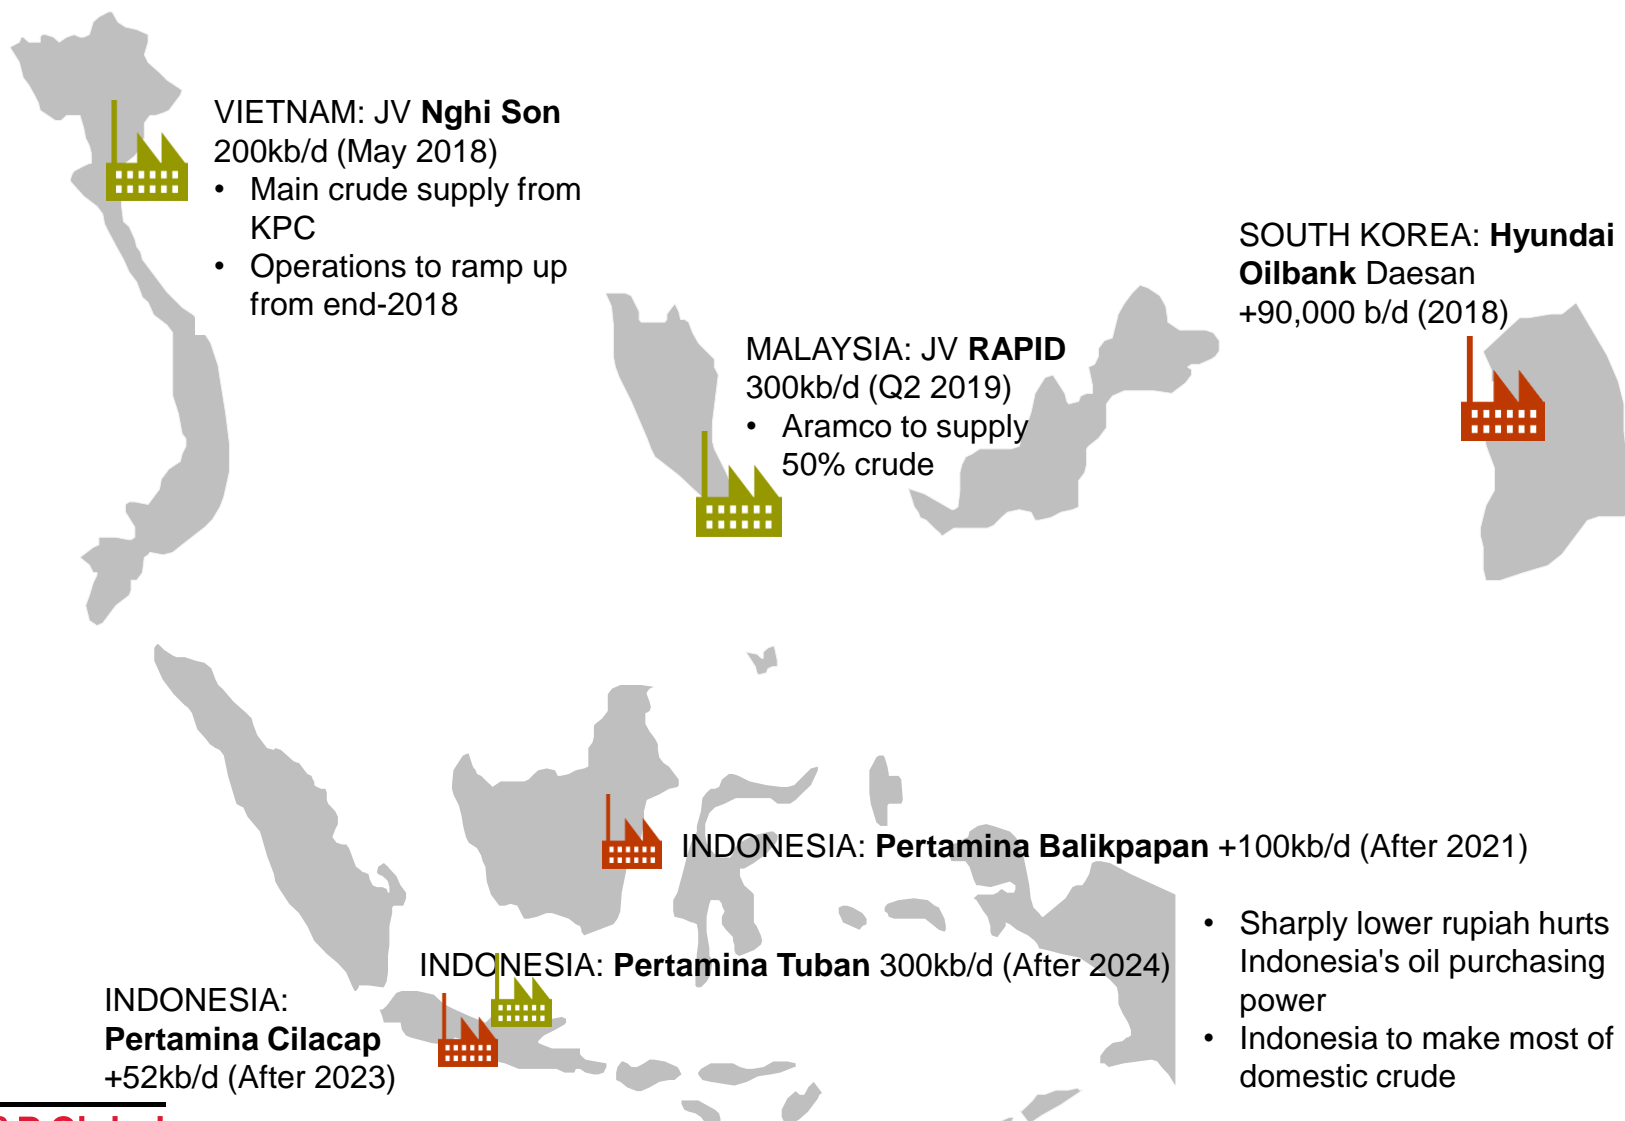 VIETNAM: JV Nghi Son
200kb/d (May 2018)
• Main crude supply from
KPC
• Operations to ramp up
from end-2018
SOUTH KOREA: Hyundai
Oilbank Daesan
+90,000 b/d (2018)
MALAYSIA: JV RAPID
300kb/d (Q2 2019)
• Aramco to supply
50% crude
INDONESIA: Pertamina Balikpapan +100kb/d (After 2021)
• Sharply lower rupiah hurts
Indonesia's oil purchasing
power
• Indonesia to make most of
domestic crude
INDONESIA: Pertamina Tuban 300kb/d (After 2024)
INDONESIA:
Pertamina Cilacap
+52kb/d (After 2023)